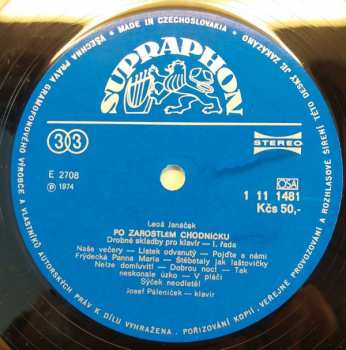 VŠECHNA PRÁVA GRAMOFONOVÉHO VÝROBCE A VLASTNÍKŮ AUTORSKÝCH PRÁV K DÍLU VYHRAŽENA. POŘIZOVÁNÍ KOPIÍ, VEŘEJNÉ PROVOZOVÁNÍ A ROZHLASOVÉ ŠÍŘENÍ TÉTO DESKY JE ZAKÁZÁNO • MADE IN CZECHOSLOVAKIA •
SUPRAPHON
33
STEREO
E 2708
℗ 1974
OSA
1 11 1481
Kčs 50,-
Leoš Janáček
PO ZAROSTLÉM CHODNÍČKU
Drobné skladby pro klavír — I. řada
Naše večery — Lístek odvanutý — Pojďte s námi
Frýdecká Panna Maria — Štěbetaly jak laštovičky
Nelze domluvit! — Dobrou noc! — Tak
neskonale úzko — V pláči
Sýček neodletěl
Josef Páleníček — klavír